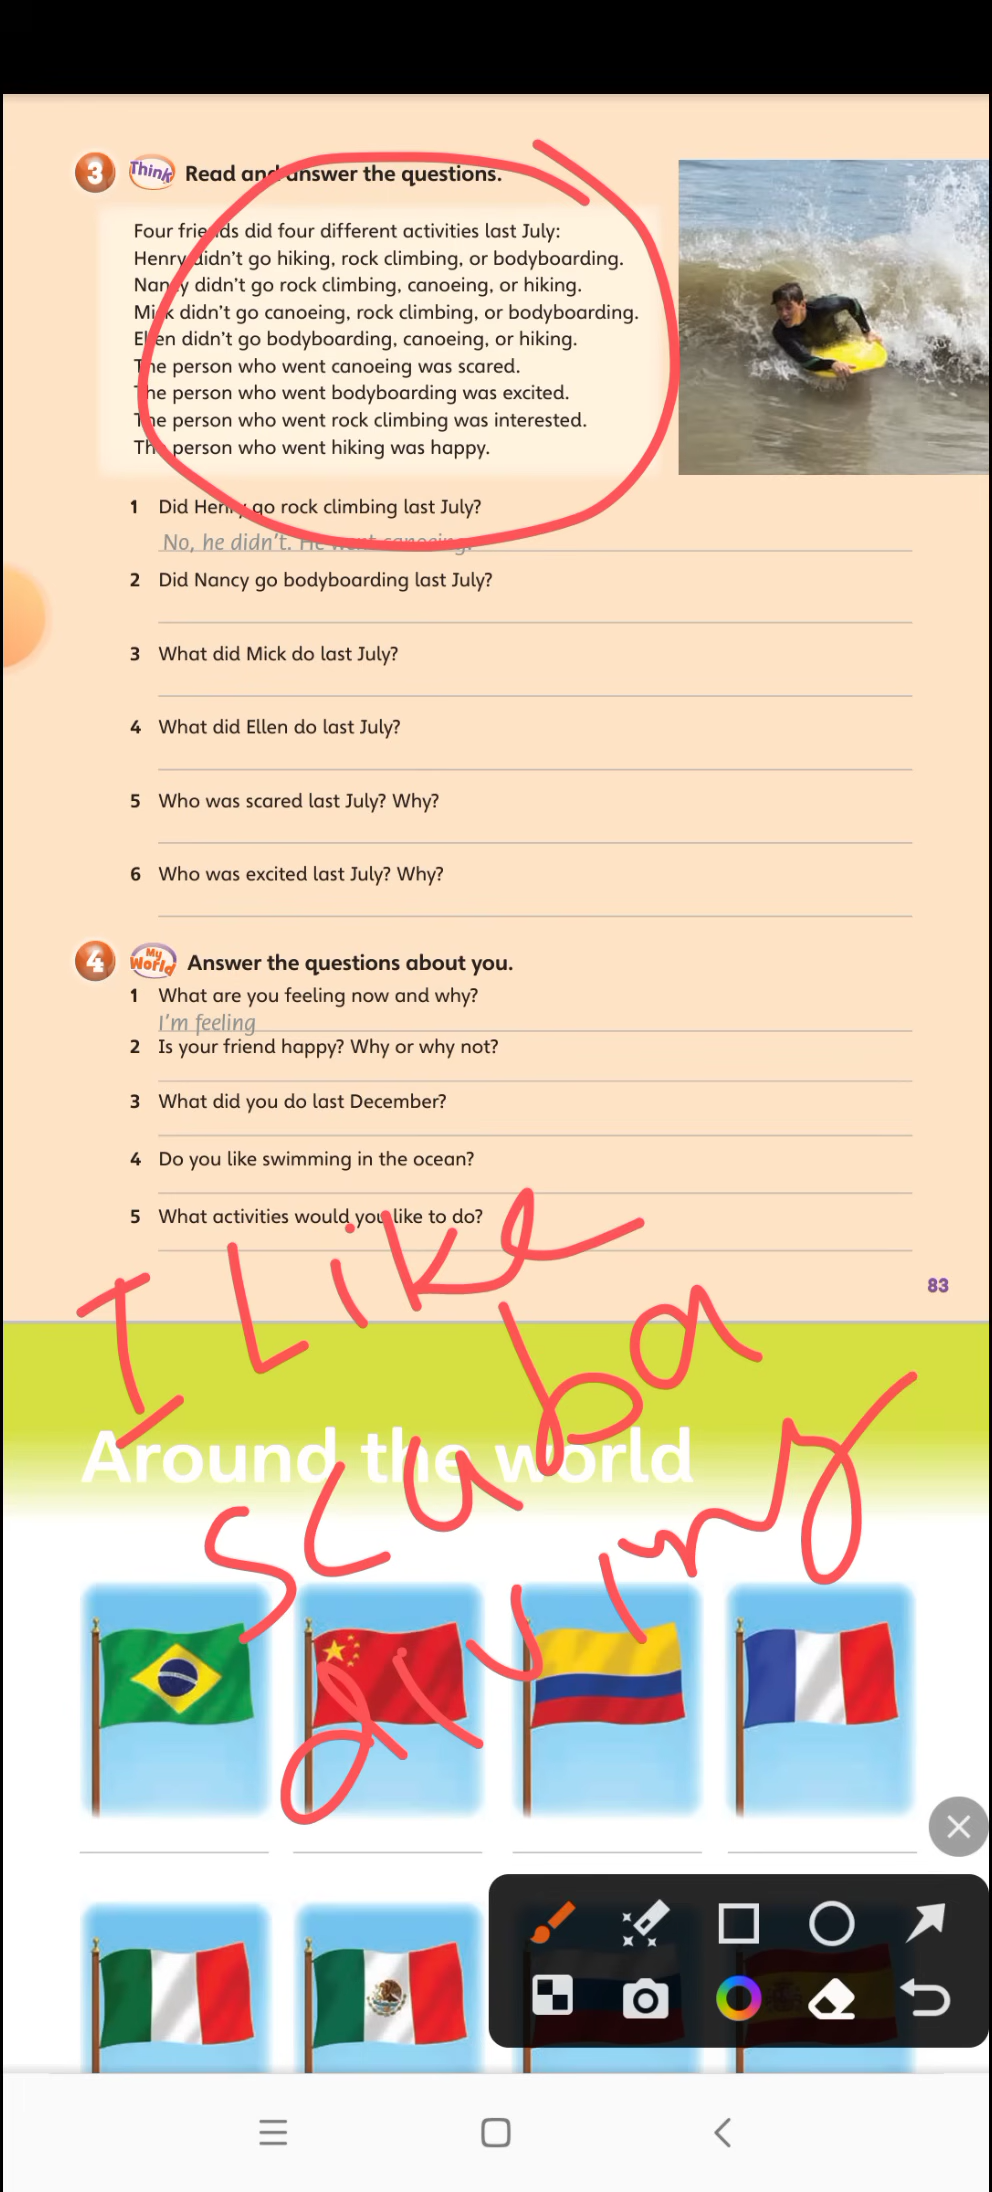 3 Think Read and answer the questions.
Four friends did four different activities last July:
Henry didn't go hiking, rock climbing, or bodyboarding.
Nancy didn't go rock climbing, canoeing, or hiking.
Mick didn't go canoeing, rock climbing, or bodyboarding.
Ellen didn't go bodyboarding, canoeing, or hiking.
The person who went canoeing was scared.
The person who went bodyboarding was excited.
The person who went rock climbing was interested.
The person who went hiking was happy.
1 Did Henry go rock climbing last July?
No, he didn't. He went canoeing.
2 Did Nancy go bodyboarding last July?
3 What did Mick do last July?
4 What did Ellen do last July?
5 Who was scared last July? Why?
6 Who was excited last July? Why?
4 My World Answer the questions about you.
1 What are you feeling now and why?
I'm feeling
2 Is your friend happy? Why or why not?
3 What did you do last December?
4 Do you like swimming in the ocean?
5 What activities would you like to do?
83
I Like
scuba
diving
Around the world